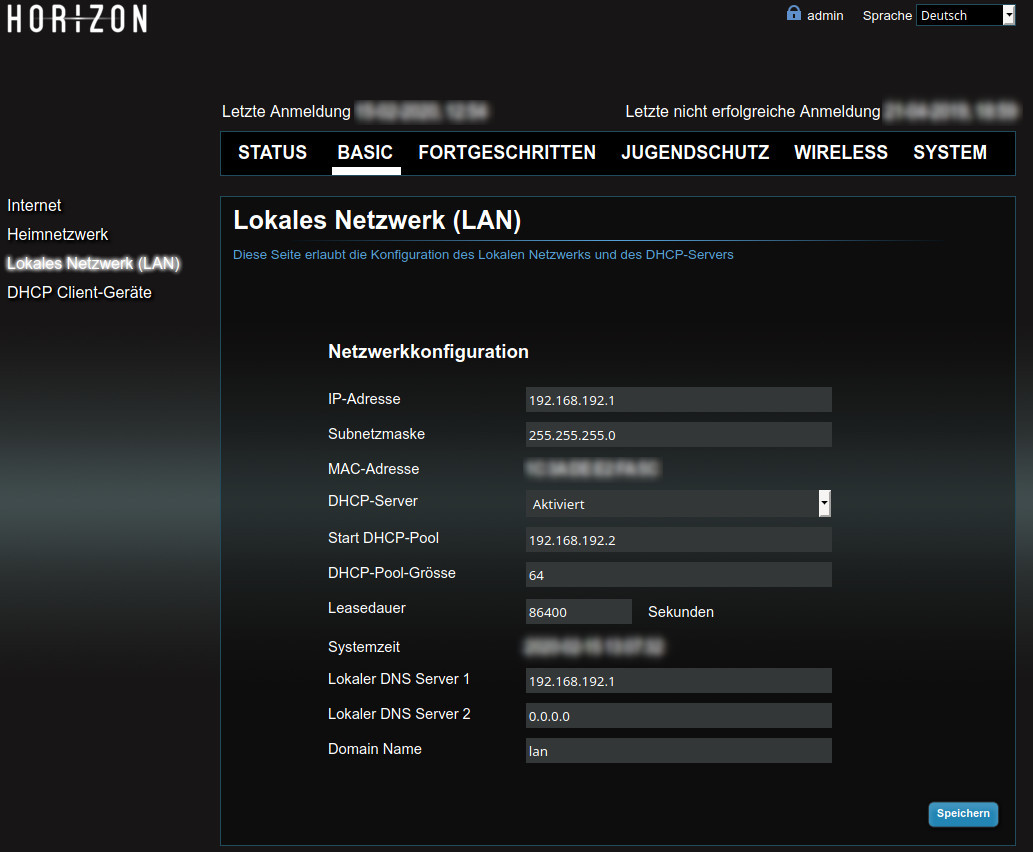 HORIZON
admin Sprache Deutsch
Letzte Anmeldung
Letzte nicht erfolgreiche Anmeldung
STATUS BASIC FORTGESCHRITTEN JUGENDSCHUTZ WIRELESS SYSTEM
Internet
Heimnetzwerk
Lokales Netzwerk (LAN)
DHCP Client-Geräte
Lokales Netzwerk (LAN)
Diese Seite erlaubt die Konfiguration des Lokalen Netzwerks und des DHCP-Servers
Netzwerkkonfiguration
IP-Adresse 192.168.192.1
Subnetzmaske 255.255.255.0
MAC-Adresse
DHCP-Server Aktiviert
Start DHCP-Pool 192.168.192.2
DHCP-Pool-Grösse 64
Leasedauer 86400 Sekunden
Systemzeit
Lokaler DNS Server 1 192.168.192.1
Lokaler DNS Server 2 0.0.0.0
Domain Name lan
Speichern